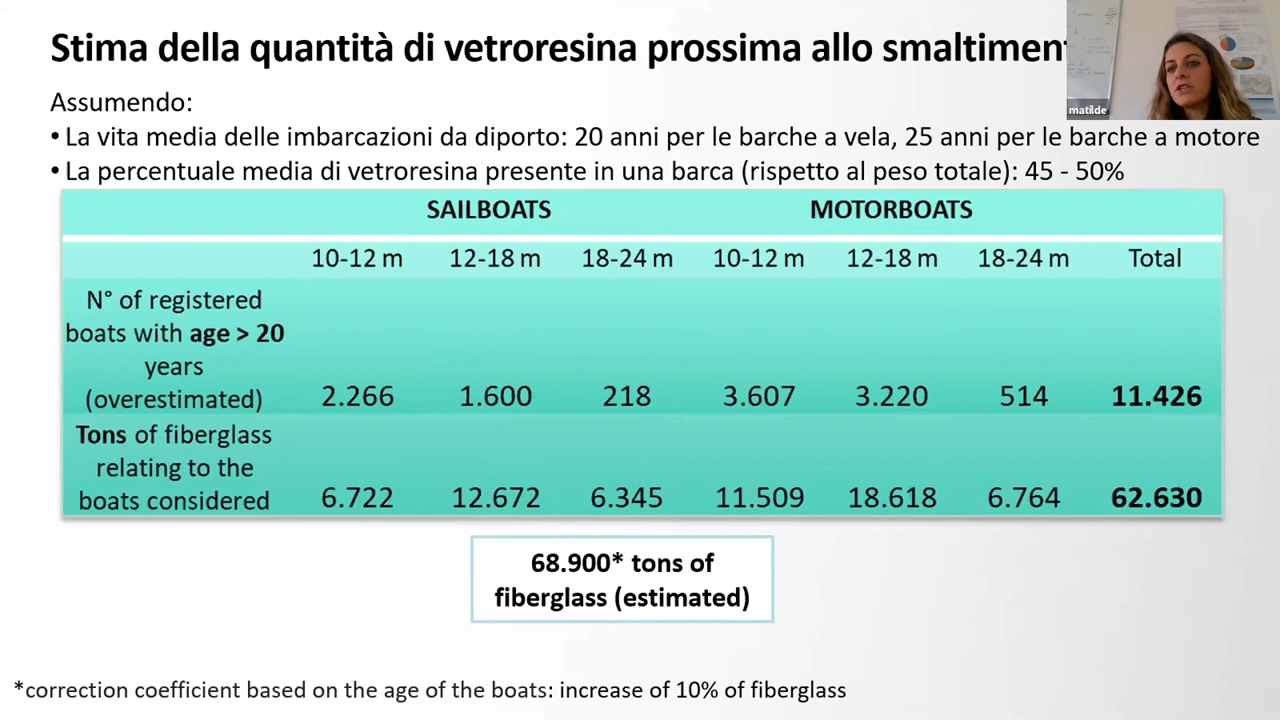 Stima della quantità di vetroresina prossima allo smaltimen
matilde
Assumendo:
• La vita media delle imbarcazioni da diporto: 20 anni per le barche a vela, 25 anni per le barche a motore
• La percentuale media di vetroresina presente in una barca (rispetto al peso totale): 45 - 50%
SAILBOATS MOTORBOATS
10-12 m 12-18 m 18-24 m 10-12 m 12-18 m 18-24 m Total
N° of registered
boats with age > 20
years
(overestimated) 2.266 1.600 218 3.607 3.220 514 11.426
Tons of fiberglass
relating to the
boats considered 6.722 12.672 6.345 11.509 18.618 6.764 62.630
68.900* tons of
fiberglass (estimated)
*correction coefficient based on the age of the boats: increase of 10% of fiberglass